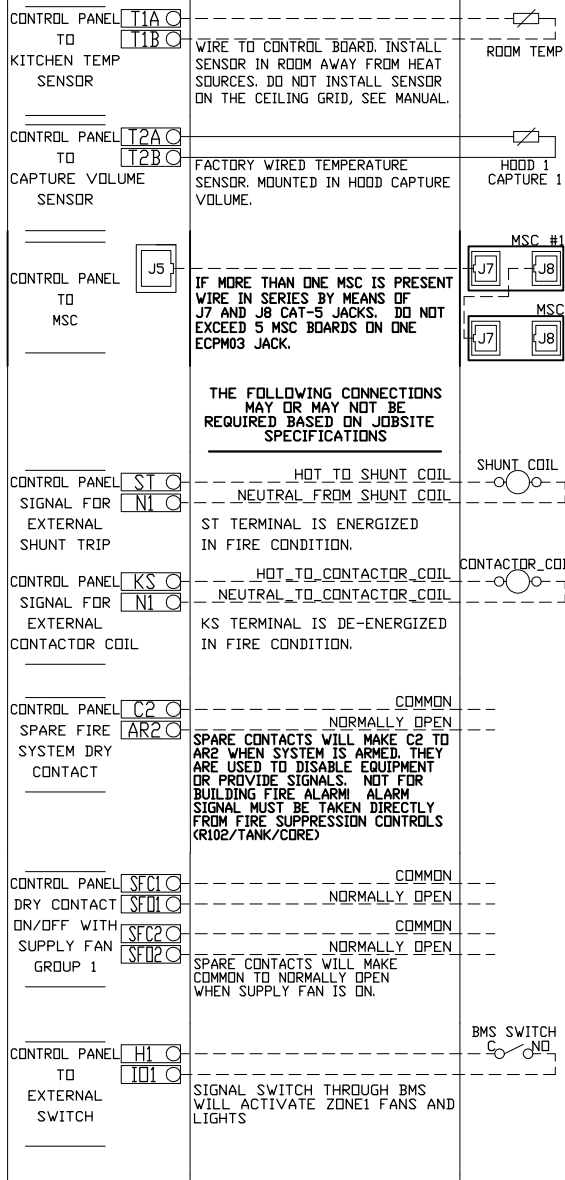 CONTROL PANEL
TO
KITCHEN TEMP
SENSOR
T1A
T1B
WIRE TO CONTROL BOARD. INSTALL
SENSOR IN ROOM AWAY FROM HEAT
SOURCES. DO NOT INSTALL SENSOR
ON THE CEILING GRID, SEE MANUAL.
ROOM TEMP
CONTROL PANEL
TO
CAPTURE VOLUME
SENSOR
T2A
T2B
FACTORY WIRED TEMPERATURE
SENSOR. MOUNTED IN HOOD CAPTURE
VOLUME.
HOOD 1
CAPTURE 1
CONTROL PANEL
TO
MSC
J5
IF MORE THAN ONE MSC IS PRESENT
WIRE IN SERIES BY MEANS OF
J7 AND J8 CAT-5 JACKS. DO NOT
EXCEED 5 MSC BOARDS ON ONE
ECPM03 JACK.
MSC #1
J7
J8
MSC
J7
J8
THE FOLLOWING CONNECTIONS
MAY OR MAY NOT BE
REQUIRED BASED ON JOBSITE
SPECIFICATIONS
CONTROL PANEL
SIGNAL FOR
EXTERNAL
SHUNT TRIP
ST
N1
HOT TO SHUNT COIL
NEUTRAL FROM SHUNT COIL
ST TERMINAL IS ENERGIZED
IN FIRE CONDITION.
SHUNT COIL
CONTROL PANEL
SIGNAL FOR
EXTERNAL
CONTACTOR COIL
KS
N1
HOT_TO_CONTACTOR_COIL
NEUTRAL_TO_CONTACTOR_COIL
KS TERMINAL IS DE-ENERGIZED
IN FIRE CONDITION.
CONTACTOR_COI
CONTROL PANEL
SPARE FIRE
SYSTEM DRY
CONTACT
C2
AR2
COMMON
NORMALLY OPEN
SPARE CONTACTS WILL MAKE C2 TO
AR2 WHEN SYSTEM IS ARMED. THEY
ARE USED TO DISABLE EQUIPMENT
OR PROVIDE SIGNALS. NOT FOR
BUILDING FIRE ALARM! ALARM
SIGNAL MUST BE TAKEN DIRECTLY
FROM FIRE SUPPRESSION CONTROLS
(R102/TANK/CORE)
CONTROL PANEL
DRY CONTACT
ON/OFF WITH
SUPPLY FAN
GROUP 1
SFC1
SFO1
SFC2
SFO2
COMMON
NORMALLY OPEN
COMMON
NORMALLY OPEN
SPARE CONTACTS WILL MAKE
COMMON TO NORMALLY OPEN
WHEN SUPPLY FAN IS ON.
CONTROL PANEL
TO
EXTERNAL
SWITCH
H1
IO1
SIGNAL SWITCH THROUGH BMS
WILL ACTIVATE ZONE1 FANS AND
LIGHTS
BMS SWITCH
C NO